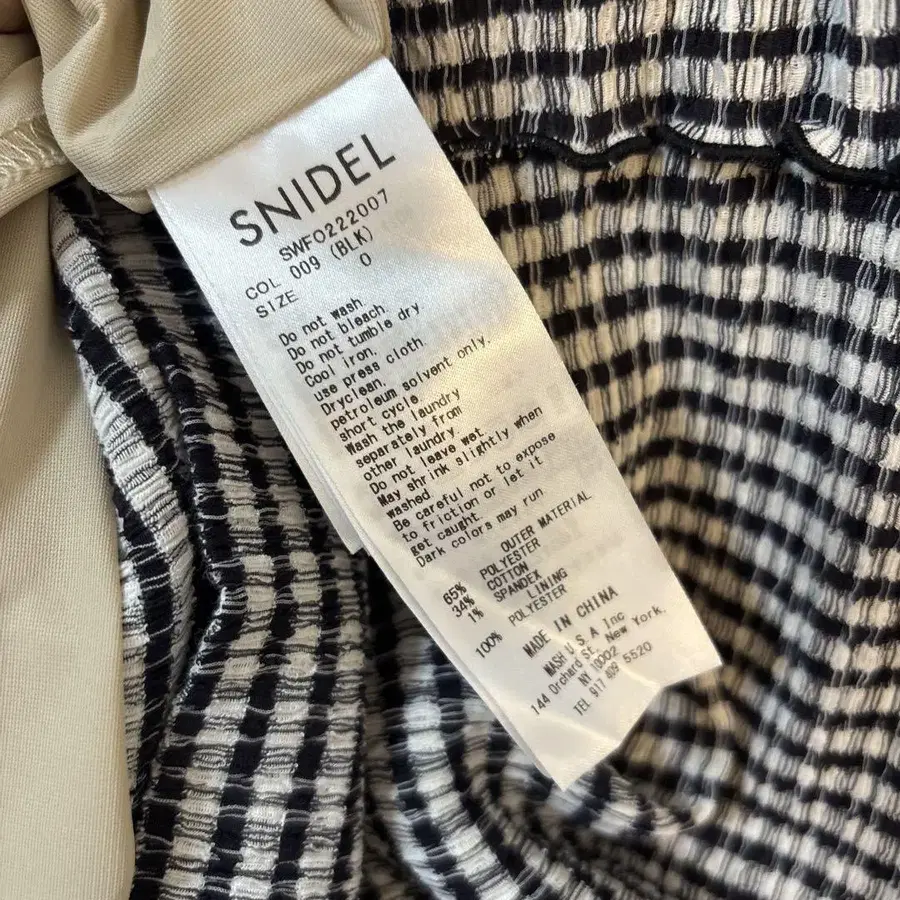 SNIDEL
SWFO222007
COL 009 (BLK)
SIZE 0
Do not wash.
Do not bleach.
Do not tumble dry.
Cool iron.
use press cloth.
Dryclean.
petroleum solvent only.
short cycle
Wash the laundry
separately from
other laundry.
Do not leave wet.
May shrink slightly when
washed.
Be careful not to expose
to friction or let it
get caught.
Dark colors may run
OUTER MATERIAL
65% POLYESTER
34% COTTON
1% SPANDEX
LINING
100% POLYESTER
MADE IN CHINA
MASH U S A Inc
144 Orchard St. New York.
NY 10002
TEL 917 409 5520